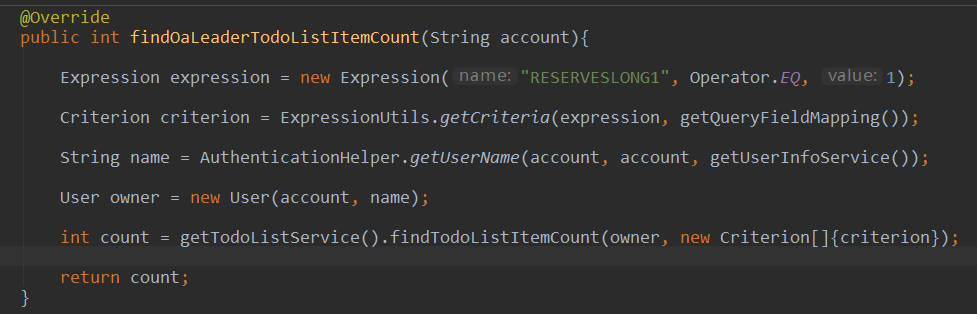 @Override
public int findOaLeaderTodoListItemCount(String account){
Expression expression = new Expression( name: "RESERVESLONG1", Operator.EQ, value: 1);
Criterion criterion = ExpressionUtils.getCriteria(expression, getQueryFieldMapping());
String name = AuthenticationHelper.getUserName(account, account, getUserInfoService());
User owner = new User(account, name);
int count = getTodoListService().findTodoListItemCount(owner, new Criterion[]{criterion});
return count;
}